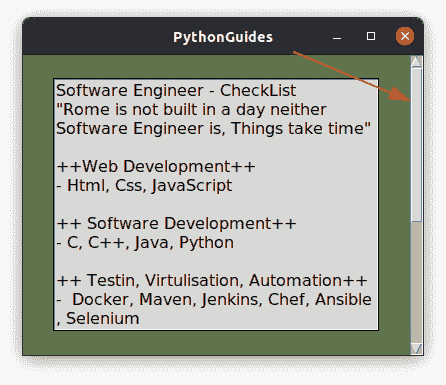 PythonGuides
Software Engineer - CheckList
"Rome is not built in a day neither
Software Engineer is, Things take time"
++Web Development++
- Html, Css, JavaScript
++ Software Development++
- C, C++, Java, Python
++ Testin, Virtulisation, Automation++
-  Docker, Maven, Jenkins, Chef, Ansible
, Selenium